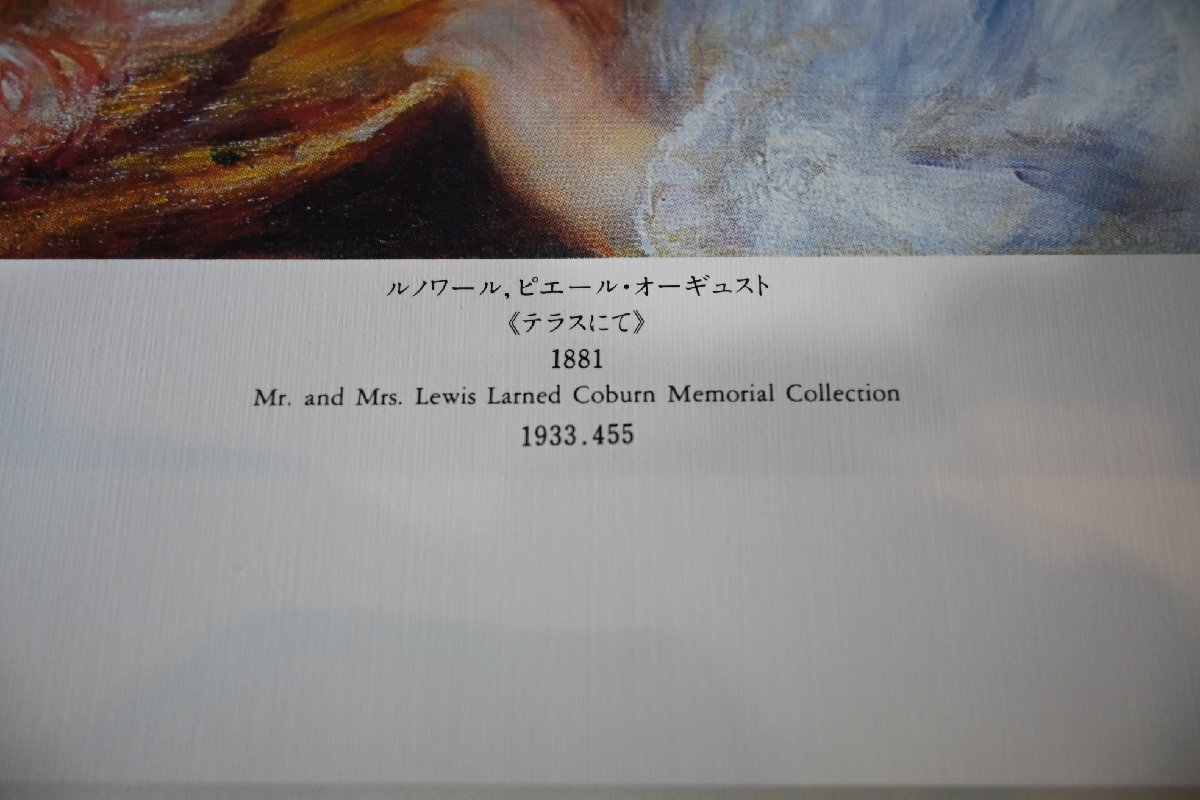 ルノワール,ピエール・オーギュスト
《テラスにて》
1881
Mr. and Mrs. Lewis Larned Coburn Memorial Collection
1933.455